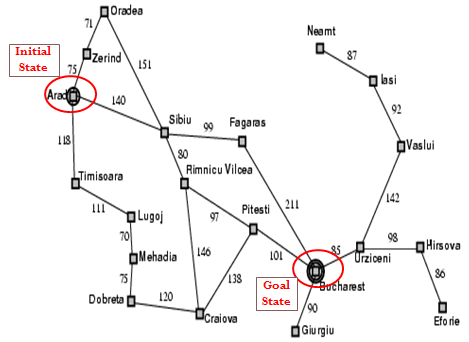 Oradea
71
Neamt
Initial
State
Zerind
151
87
75
Iasi
Arad
140
92
Sibiu
99
Fagaras
118
Vaslui
80
Rimnicu Vilcea
Timisoara
211
142
111
Lugoj
97
Pitesti
70
98
Hirsova
146
101
85
Mehadia
Urziceni
138
86
75
Goal
State
Bucharest
Dobreta
120
90
Craiova
Eforie
Giurgiu